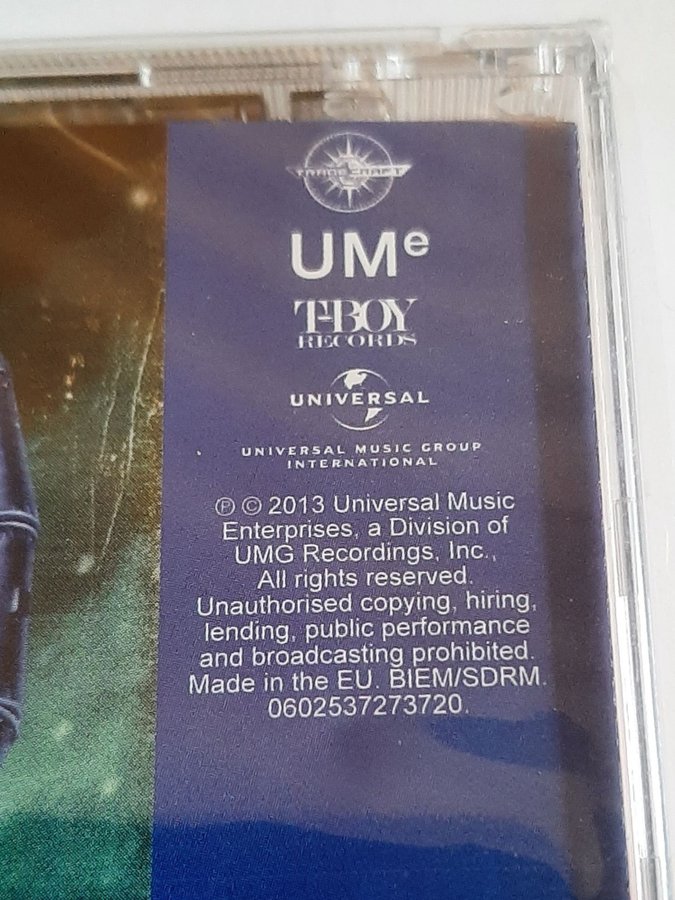 TRADECRAFT
UMe
T-BOY
RECORDS
UNIVERSAL
UNIVERSAL MUSIC GROUP
INTERNATIONAL
℗ © 2013 Universal Music
Enterprises, a Division of
UMG Recordings, Inc.,
All rights reserved.
Unauthorised copying, hiring,
lending, public performance
and broadcasting prohibited.
Made in the EU. BIEM/SDRM.
0602537273720.